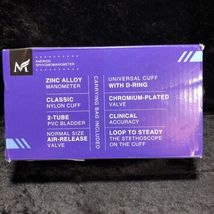 ANEROID
SPHYGMOMANOMETER
ZINC ALLOY
MANOMETER
CLASSIC
NYLON CUFF
2-TUBE
PVC BLADDER
NORMAL SIZE
AIR-RELEASE
VALVE
CARRYING BAG INCLUDED
UNIVERSAL CUFF
WITH D-RING
CHROMIUM-PLATED
VALVE
CLINICAL
ACCURACY
LOOP TO STEADY
THE STETHOSCOPE
ON THE CUFF